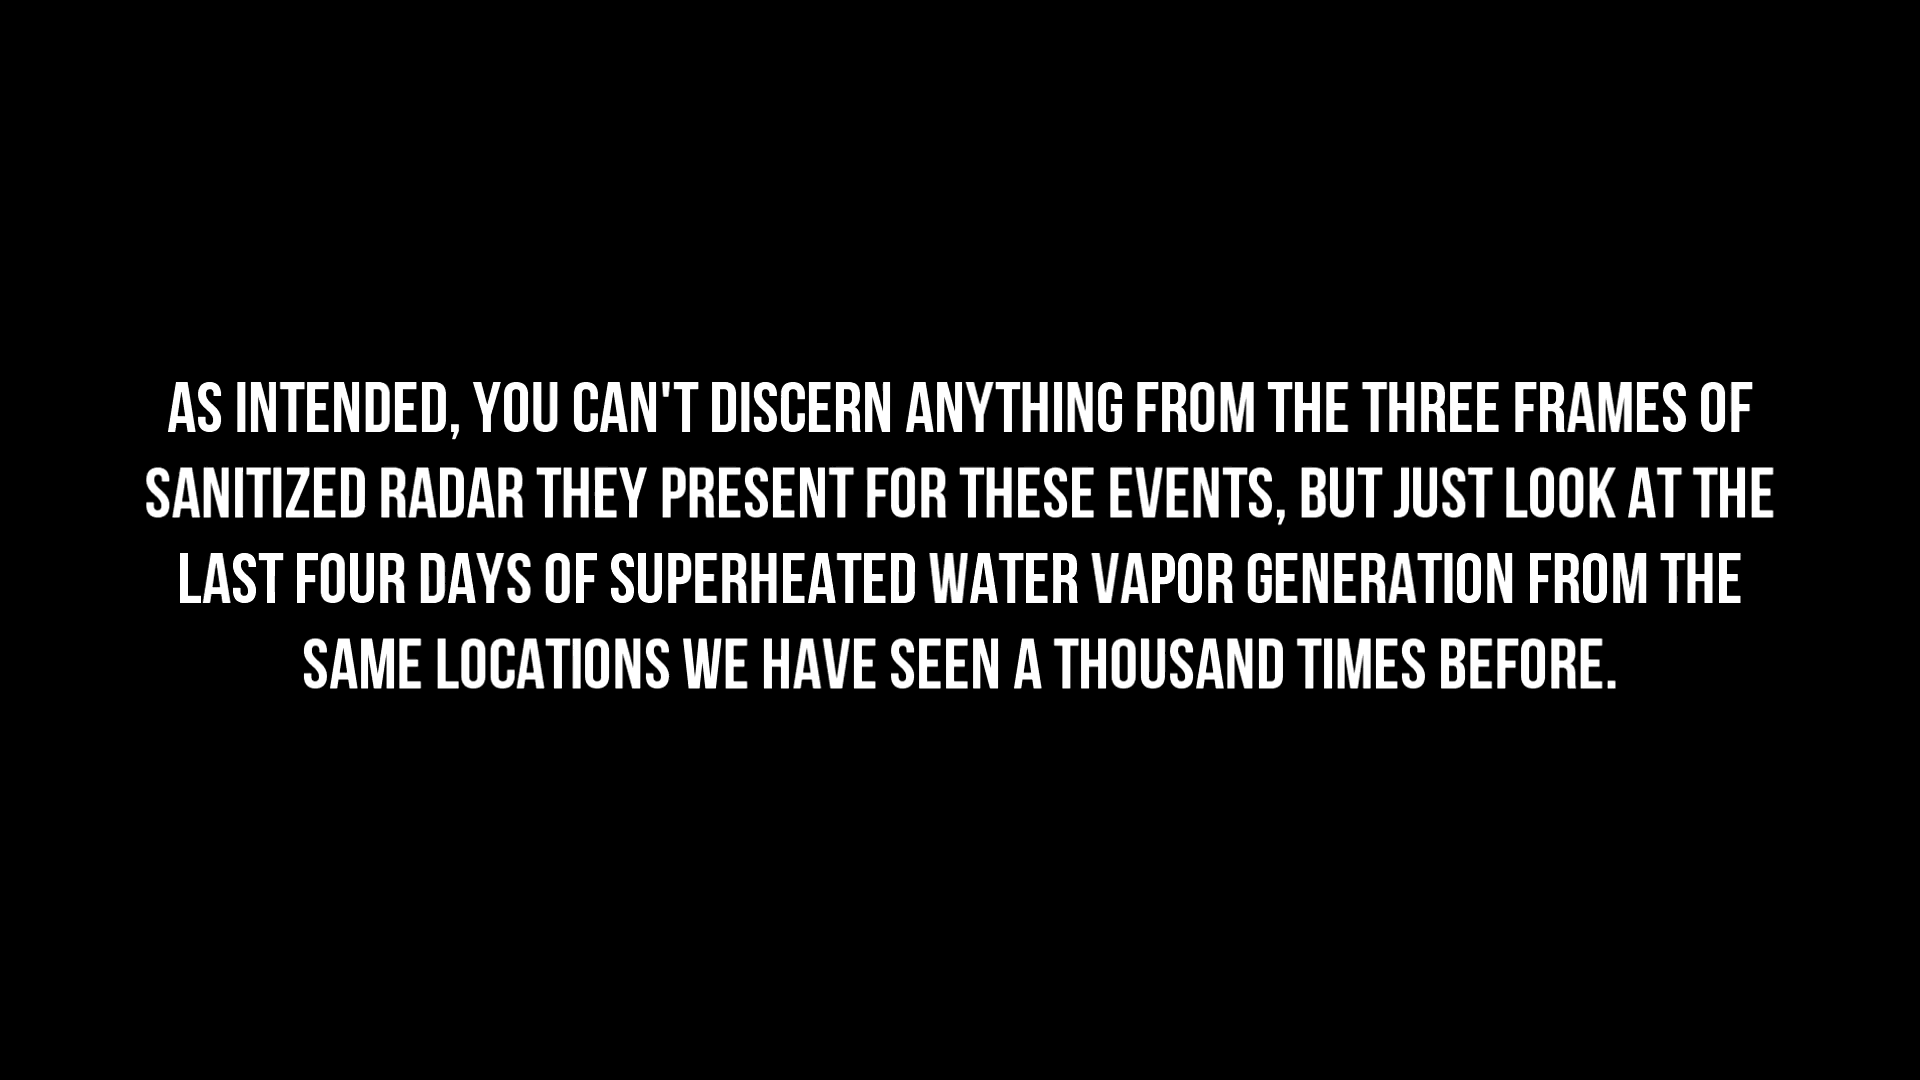 AS INTENDED, YOU CAN'T DISCERN ANYTHING FROM THE THREE FRAMES OF
SANITIZED RADAR THEY PRESENT FOR THESE EVENTS, BUT JUST LOOK AT THE
LAST FOUR DAYS OF SUPERHEATED WATER VAPOR GENERATION FROM THE
SAME LOCATIONS WE HAVE SEEN A THOUSAND TIMES BEFORE.